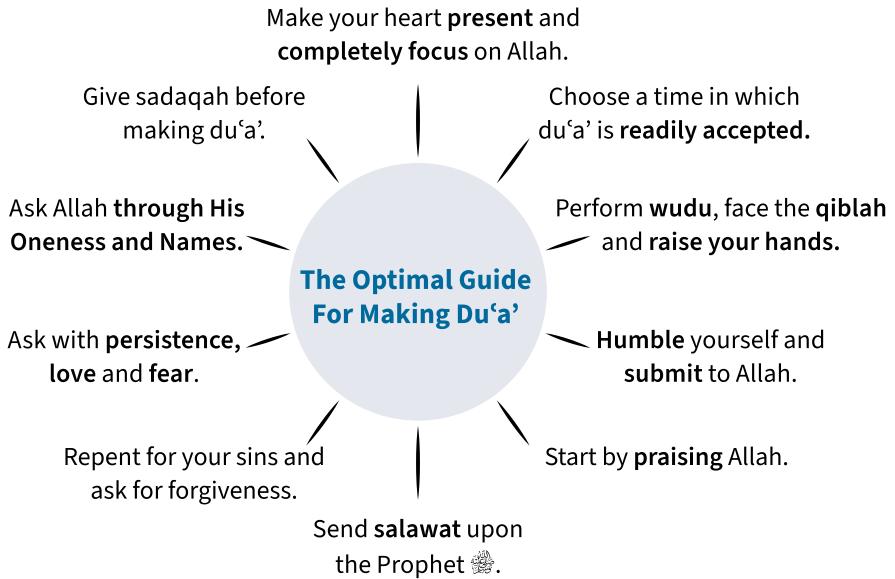 Make your heart present and
completely focus on Allah.
Choose a time in which
duʿa’ is readily accepted.
Perform wudu, face the qiblah
and raise your hands.
Humble yourself and
submit to Allah.
Start by praising Allah.
Send salawat upon
the Prophet ﷺ.
Repent for your sins and
ask for forgiveness.
Ask with persistence,
love and fear.
Ask Allah through His
Oneness and Names.
Give sadaqah before
making duʿa’.
The Optimal Guide
For Making Duʿa’